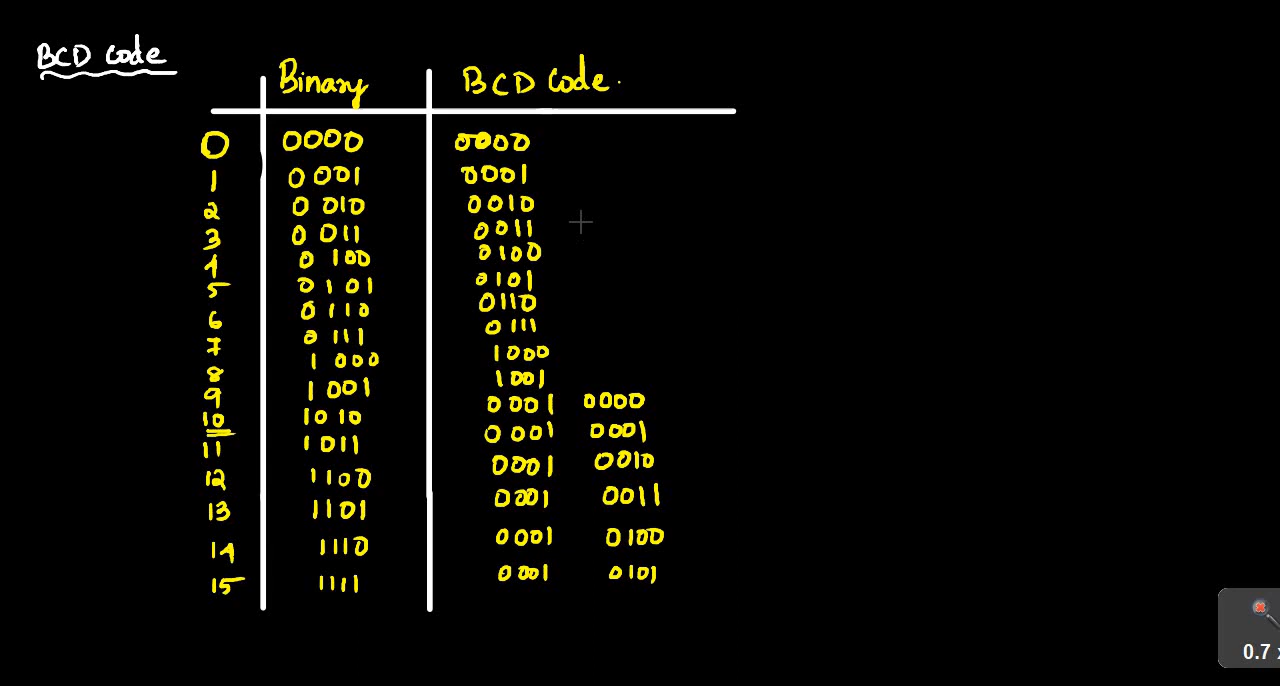 BCD Code
Binary BCD Code.
0 0000 0000
1 0001 0001
2 0010 0010
3 0011 0011
4 0100 0100
5 0101 0101
6 0110 0110
7 0111 0111
8 1000 1000
9 1001 1001
10 1010 0001 0000
11 1011 0001 0001
12 1100 0001 0010
13 1101 0001 0011
14 1110 0001 0100
15 1111 0001 0101
0.7